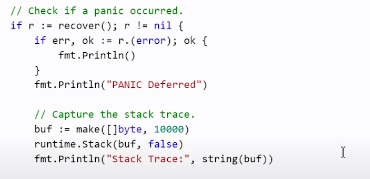 // Check if a panic occurred.
if r := recover(); r != nil {
if err, ok := r.(error); ok {
fmt.Println()
}
fmt.Println("PANIC Deferred")
// Capture the stack trace.
buf := make([]byte, 10000)
runtime.Stack(buf, false)
fmt.Println("Stack Trace:", string(buf))